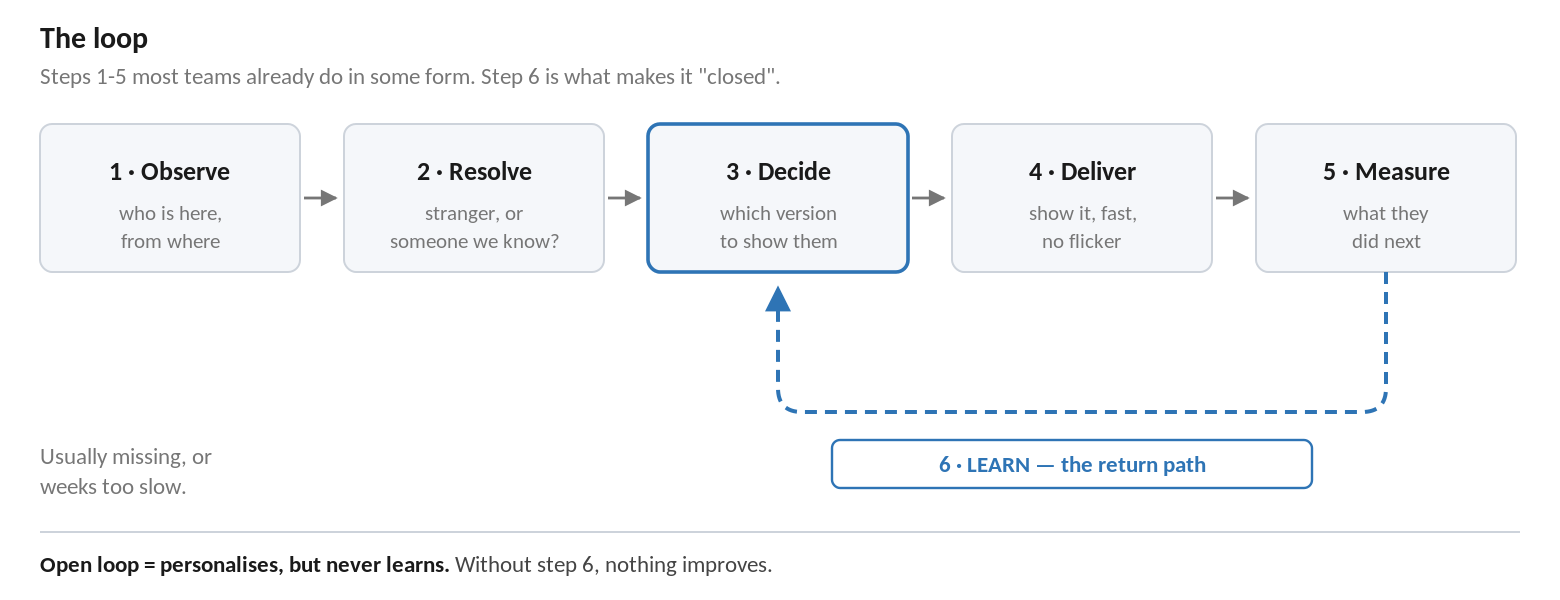 The loop
Steps 1-5 most teams already do in some form. Step 6 is what makes it "closed".
1 · Observe
who is here,
from where
2 · Resolve
stranger, or
someone we know?
3 · Decide
which version
to show them
4 · Deliver
show it, fast,
no flicker
5 · Measure
what they
did next
Usually missing, or
weeks too slow.
6 · LEARN — the return path
Open loop = personalises, but never learns. Without step 6, nothing improves.